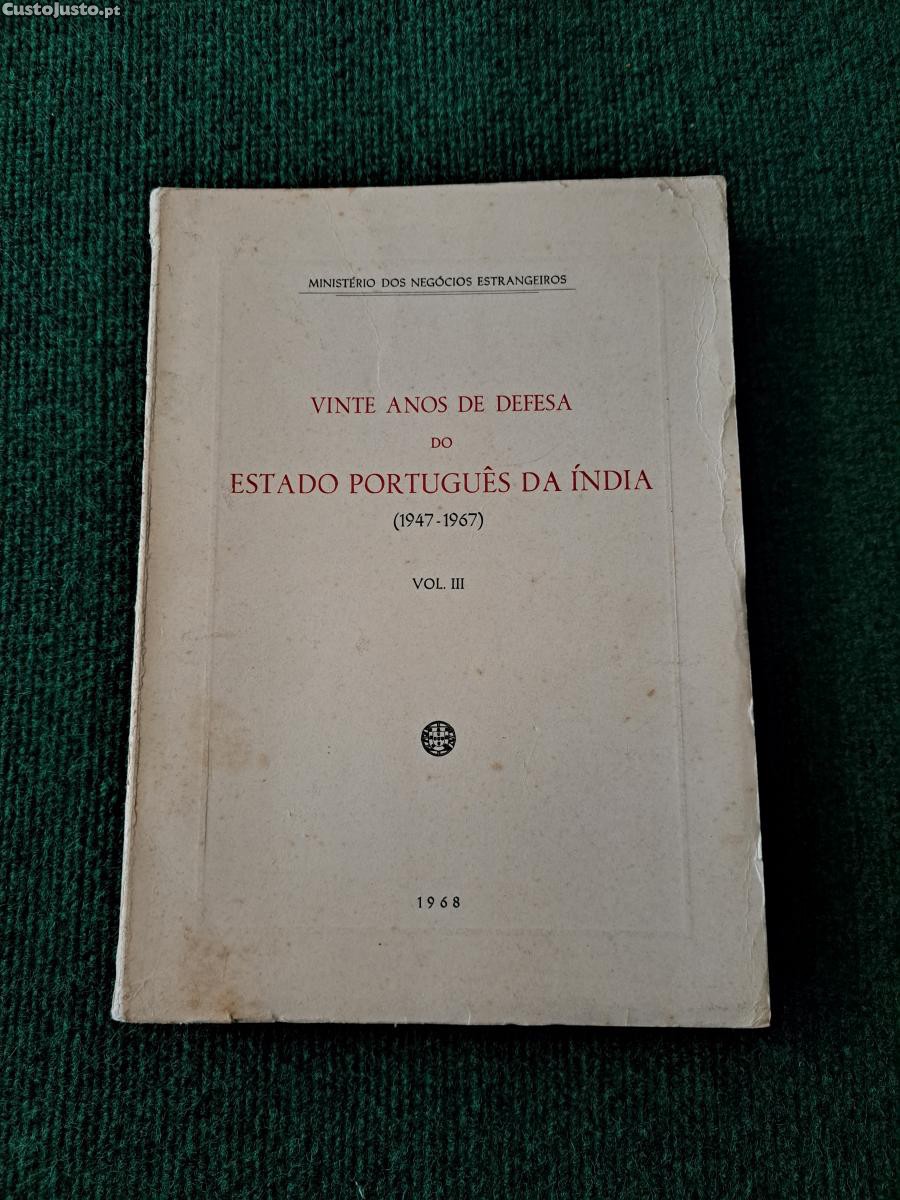 CustoJusto.pt
MINISTÉRIO DOS NEGÓCIOS ESTRANGEIROS
VINTE ANOS DE DEFESA
DO
ESTADO PORTUGUÊS DA ÍNDIA
(1947-1967)
VOL. III
1968